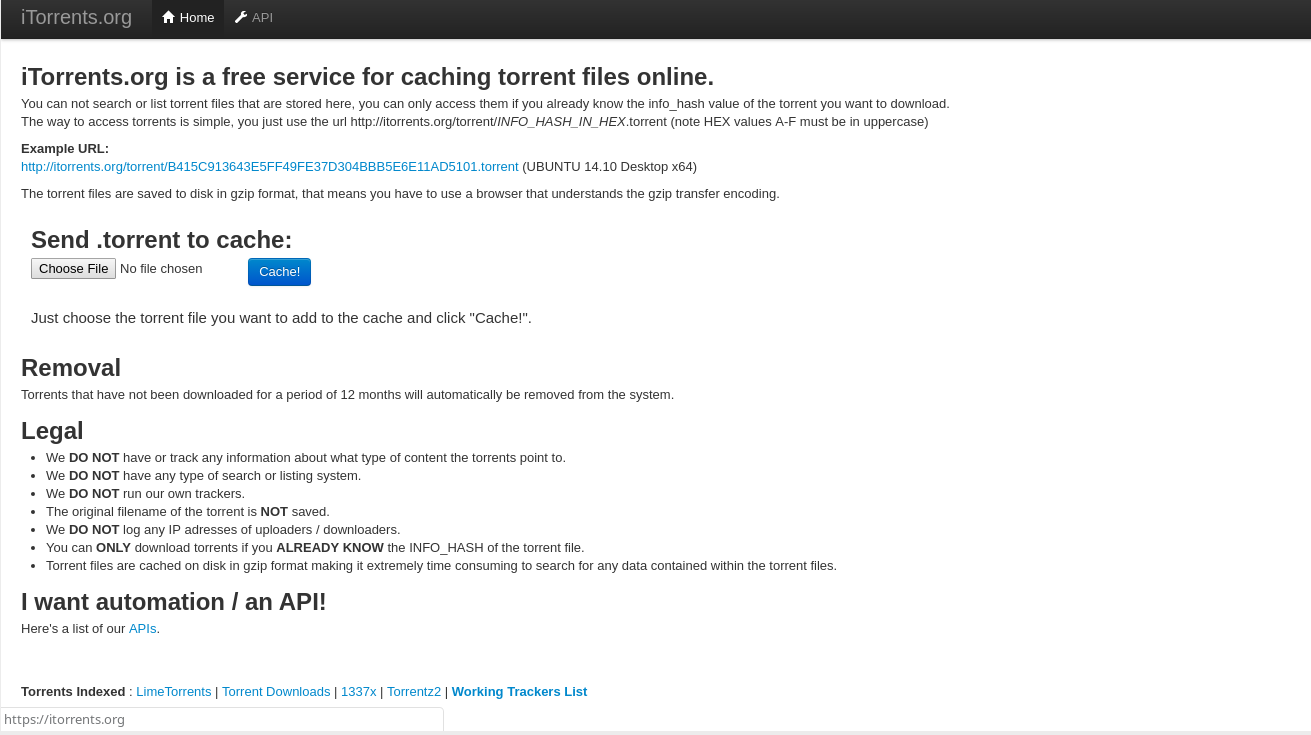 iTorrents.org Home API
iTorrents.org is a free service for caching torrent files online.
You can not search or list torrent files that are stored here, you can only access them if you already know the info_hash value of the torrent you want to download.
The way to access torrents is simple, you just use the url http://itorrents.org/torrent/INFO_HASH_IN_HEX.torrent (note HEX values A-F must be in uppercase)
Example URL:
http://itorrents.org/torrent/B415C913643E5FF49FE37D304BBB5E6E11AD5101.torrent (UBUNTU 14.10 Desktop x64)
The torrent files are saved to disk in gzip format, that means you have to use a browser that understands the gzip transfer encoding.
Send .torrent to cache:
Choose File No file chosen Cache!
Just choose the torrent file you want to add to the cache and click "Cache!".
Removal
Torrents that have not been downloaded for a period of 12 months will automatically be removed from the system.
Legal
• We DO NOT have or track any information about what type of content the torrents point to.
• We DO NOT have any type of search or listing system.
• We DO NOT run our own trackers.
• The original filename of the torrent is NOT saved.
• We DO NOT log any IP adresses of uploaders / downloaders.
• You can ONLY download torrents if you ALREADY KNOW the INFO_HASH of the torrent file.
• Torrent files are cached on disk in gzip format making it extremely time consuming to search for any data contained within the torrent files.
I want automation / an API!
Here's a list of our APIs.
Torrents Indexed : LimeTorrents | Torrent Downloads | 1337x | Torrentz2 | Working Trackers List
https://itorrents.org